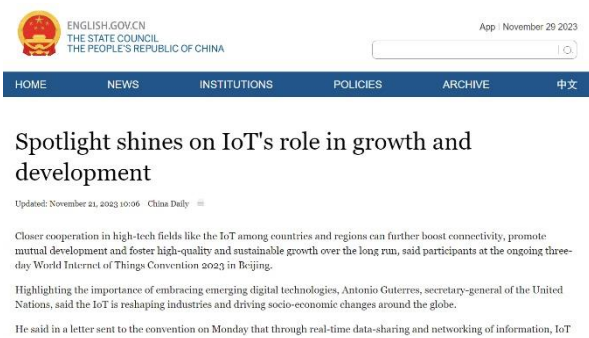 ENGLISH.GOV.CN
THE STATE COUNCIL
THE PEOPLE'S REPUBLIC OF CHINA
App | November 29 2023
HOME NEWS INSTITUTIONS POLICIES ARCHIVE 中文
Spotlight shines on IoT's role in growth and
development
Updated: November 21, 2023 10:06 China Daily
Closer cooperation in high-tech fields like the IoT among countries and regions can further boost connectivity, promote
mutual development and foster high-quality and sustainable growth over the long run, said participants at the ongoing three-
day World Internet of Things Convention 2023 in Beijing.
Highlighting the importance of embracing emerging digital technologies, Antonio Guterres, secretary-general of the United
Nations, said the IoT is reshaping industries and driving socio-economic changes around the globe.
He said in a letter sent to the convention on Monday that through real-time data-sharing and networking of information, IoT